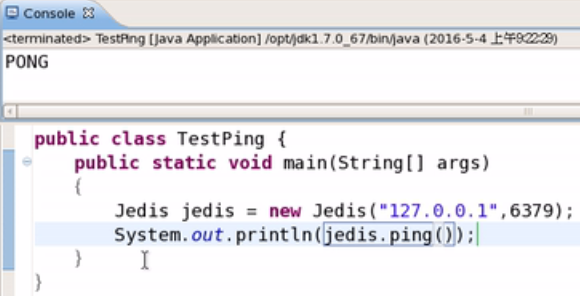 Console
<terminated> TestPing [Java Application] /opt/jdk1.7.0_67/bin/java (2016-5-4 上午9:22:29)
PONG
public class TestPing {
public static void main(String[] args)
{
Jedis jedis = new Jedis("127.0.0.1",6379);
System.out.println(jedis.ping());
}
}